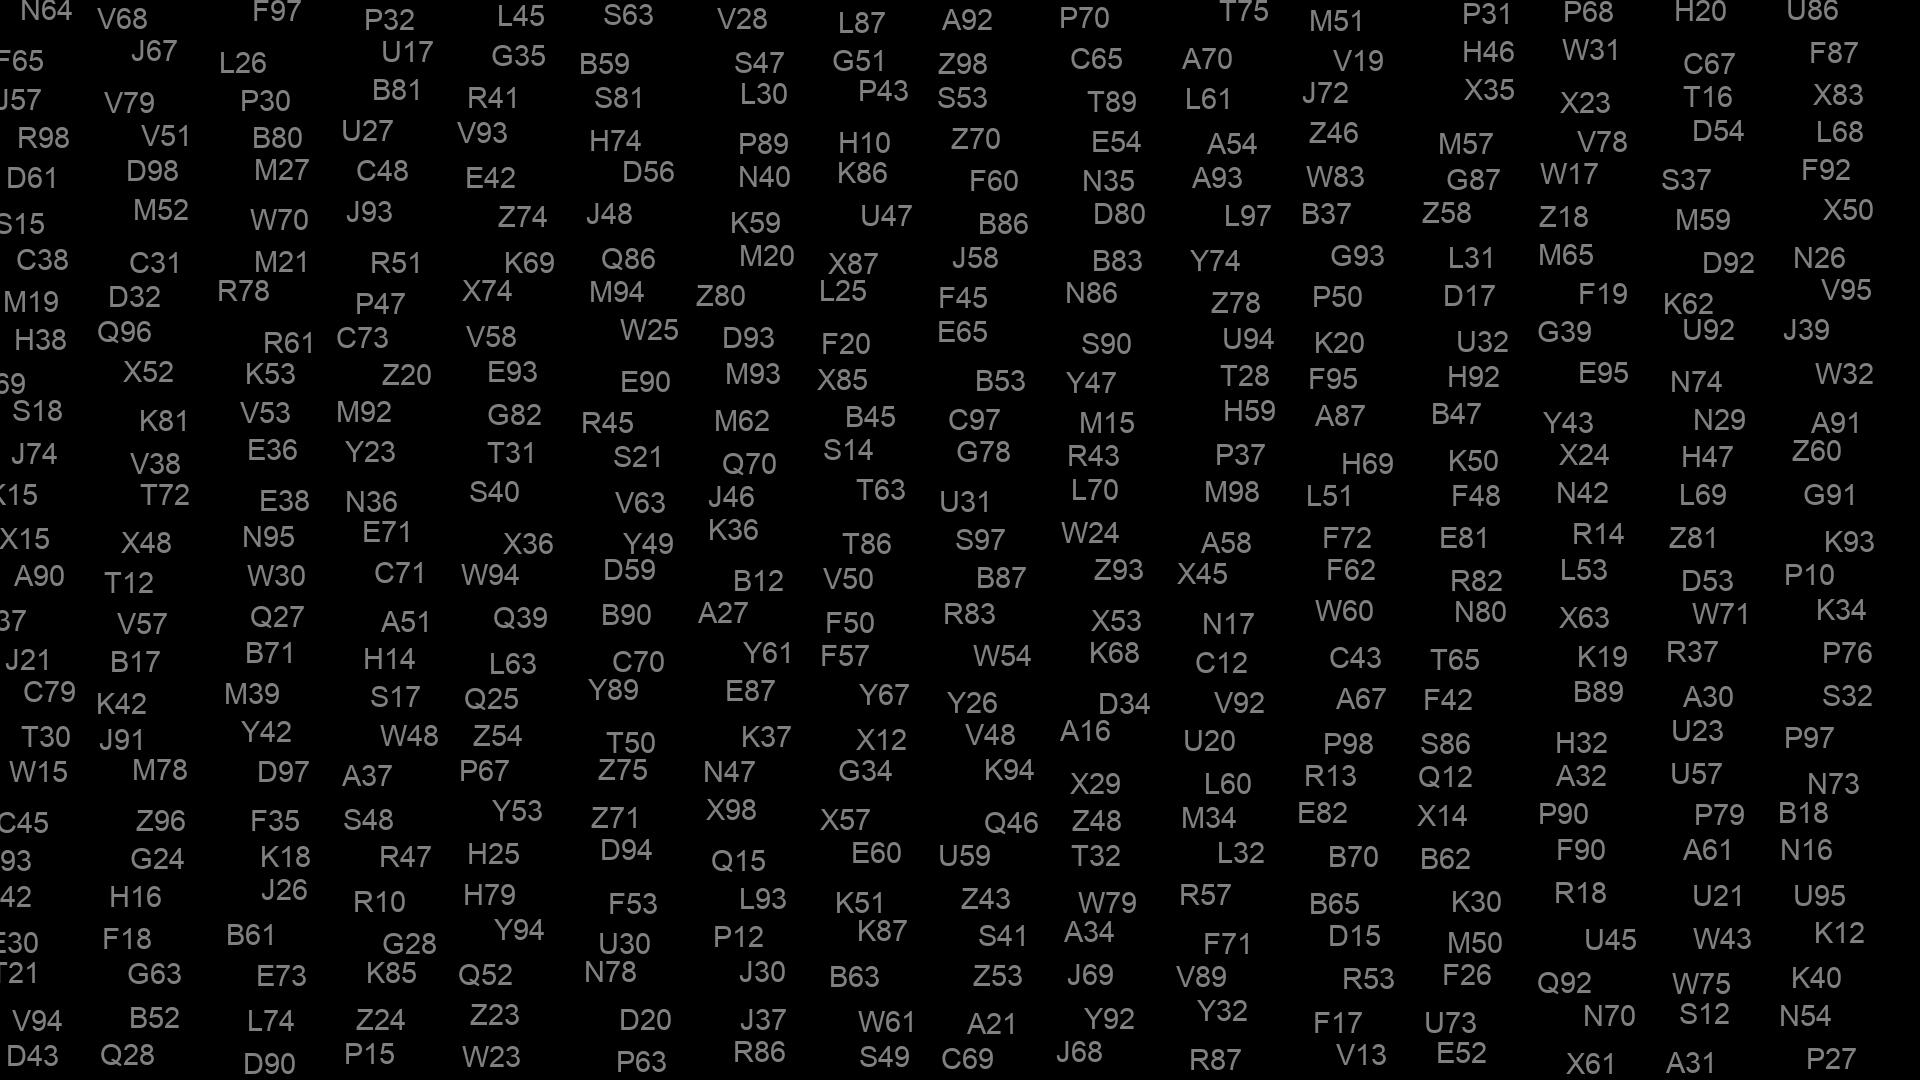 N64 V68 F97 P32 L45 S63 V28 L87 A92 P70 T75 M51 P31 P68 H20 U86
F65 J67 L26 U17 G35 B59 S47 G51 Z98 C65 A70 V19 H46 W31 C67 F87
J57 V79 P30 B81 R41 S81 L30 P43 S53 T89 L61 J72 X35 X23 T16 X83
R98 V51 B80 U27 V93 H74 P89 H10 Z70 E54 A54 Z46 M57 V78 D54 L68
D61 D98 M27 C48 E42 D56 N40 K86 F60 N35 A93 W83 G87 W17 S37 F92
S15 M52 W70 J93 Z74 J48 K59 U47 B86 D80 L97 B37 Z58 Z18 M59 X50
C38 C31 M21 R51 K69 Q86 M20 X87 J58 B83 Y74 G93 L31 M65 D92 N26
M19 D32 R78 P47 X74 M94 Z80 L25 F45 N86 Z78 P50 D17 F19 K62 V95
H38 Q96 R61 C73 V58 W25 D93 F20 E65 S90 U94 K20 U32 G39 U92 J39
69 X52 K53 Z20 E93 E90 M93 X85 B53 Y47 T28 F95 H92 E95 N74 W32
S18 K81 V53 M92 G82 R45 M62 B45 C97 M15 H59 A87 B47 Y43 N29 A91
J74 V38 E36 Y23 T31 S21 Q70 S14 G78 R43 P37 H69 K50 X24 H47 Z60
K15 T72 E38 N36 S40 V63 J46 T63 U31 L70 M98 L51 F48 N42 L69 G91
X15 X48 N95 E71 X36 Y49 K36 T86 S97 W24 A58 F72 E81 R14 Z81 K93
A90 T12 W30 C71 W94 D59 B12 V50 B87 Z93 X45 F62 R82 L53 D53 P10
37 V57 Q27 A51 Q39 B90 A27 F50 R83 X53 N17 W60 N80 X63 W71 K34
J21 B17 B71 H14 L63 C70 Y61 F57 W54 K68 C12 C43 T65 K19 R37 P76
C79 K42 M39 S17 Q25 Y89 E87 Y67 Y26 D34 V92 A67 F42 B89 A30 S32
T30 J91 Y42 W48 Z54 T50 K37 X12 V48 A16 U20 P98 S86 H32 U23 P97
W15 M78 D97 A37 P67 Z75 N47 G34 K94 X29 L60 R13 Q12 A32 U57 N73
C45 Z96 F35 S48 Y53 Z71 X98 X57 Q46 Z48 M34 E82 X14 P90 P79 B18
93 G24 K18 R47 H25 D94 Q15 E60 U59 T32 L32 B70 B62 F90 A61 N16
42 H16 J26 R10 H79 F53 L93 K51 Z43 W79 R57 B65 K30 R18 U21 U95
E30 F18 B61 G28 Y94 U30 P12 K87 S41 A34 F71 D15 M50 U45 W43 K12
T21 G63 E73 K85 Q52 N78 J30 B63 Z53 J69 V89 R53 F26 Q92 W75 K40
V94 B52 L74 Z24 Z23 D20 J37 W61 A21 Y92 Y32 F17 U73 N70 S12 N54
D43 Q28 D90 P15 W23 P63 R86 S49 C69 J68 R87 V13 E52 X61 A31 P27